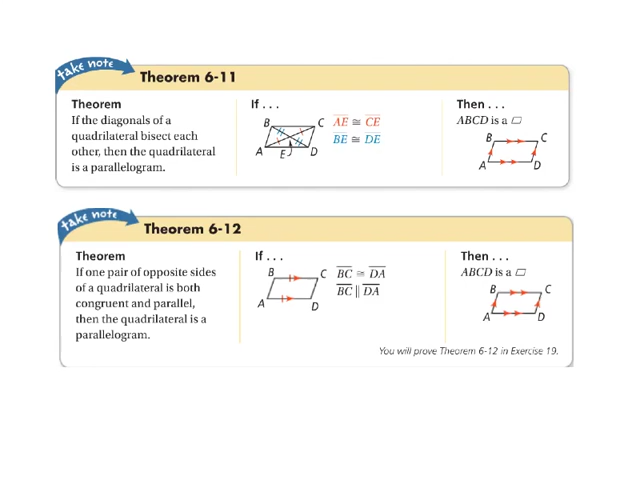 take note
Theorem 6-11
Theorem
If the diagonals of a
quadrilateral bisect each
other, then the quadrilateral
is a parallelogram.
If . . .
B C
A E D
AE ≅ CE
BE ≅ DE
Then . . .
ABCD is a ▱
B C
A D
take note
Theorem 6-12
Theorem
If one pair of opposite sides
of a quadrilateral is both
congruent and parallel,
then the quadrilateral is a
parallelogram.
If . . .
B C
A D
BC ≅ DA
BC ∥ DA
Then . . .
ABCD is a ▱
B C
A D
You will prove Theorem 6-12 in Exercise 19.